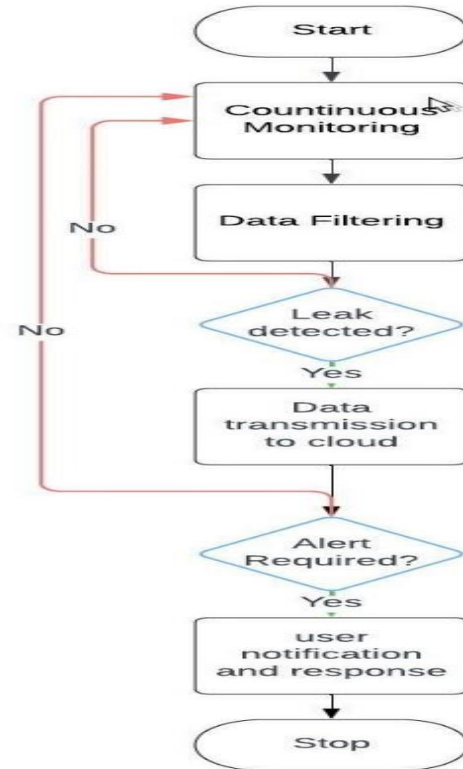 Start
Countinuous
Monitoring
Data Filtering
No
Leak
detected?
No
Yes
Data
transmission
to cloud
Alert
Required?
Yes
user
notification
and response
Stop